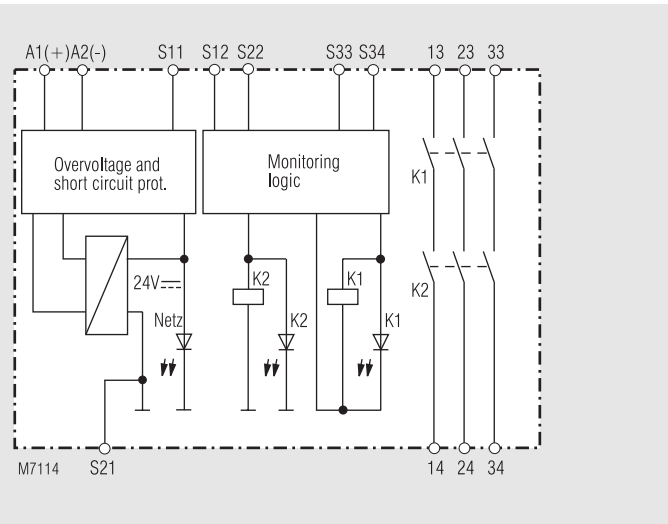 A1(+) A2(-) S11 S12 S22 S33 S34 13 23 33
Overvoltage and
short circuit prot.
Monitoring
logic
K1
24V
K2 K1 K2
Netz K2 K1
M7114 S21 14 24 34